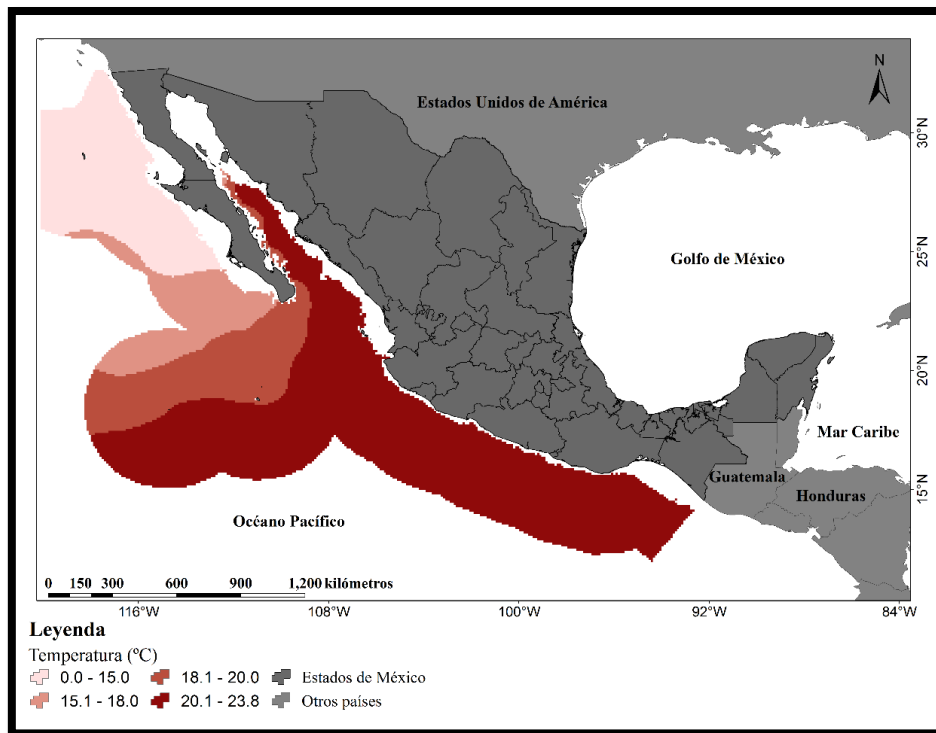 N
Estados Unidos de América
30°N
25°N
Golfo de México
20°N
Mar Caribe
Guatemala
15°N
Honduras
Océano Pacífico
0 150 300 600 900 1,200 kilómetros
116°W 108°W 100°W 92°W 84°W
Leyenda
Temperatura (ºC)
0.0 - 15.0 18.1 - 20.0 Estados de México
15.1 - 18.0 20.1 - 23.8 Otros países